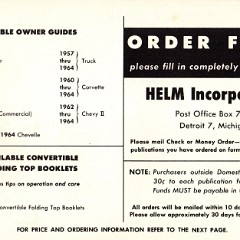 BLE OWNER GUIDES
1957
thru
1964
Truck
1960
thru
1964
Corvette
Commercial)
1962
thru
1964
Chevy II
1964 Chevelle
AILABLE CONVERTIBLE
DING TOP BOOKLETS
s tips on operation and care
Convertible Folding Top Booklets
ORDER F
please fill in completely
HELM Incorpo
Post Office Box 7
Detroit 7, Michig
Please mail Check or Money Order—
publications you have ordered on form
NOTE: Purchasers outside Domest
30¢ to each publication f
Funds MUST be payable in
All orders will be mailed within 10 da
Please allow approximately 30 days f
FOR PRICE AND ORDERING INFORMATION REFER TO THE NEXT PAGE.